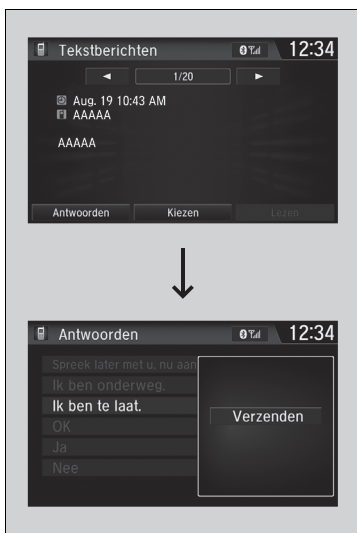 Tekstberichten 12:34
1/20
Aug. 19 10:43 AM
AAAAA
AAAAA
Antwoorden Kiezen Lezen
Antwoorden 12:34
Spreek later met u, nu aan
Ik ben onderweg.
Ik ben te laat.
OK
Ja
Nee
Verzenden